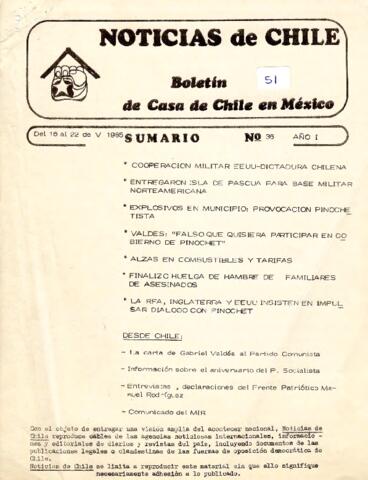 NOTICIAS de CHILE
Boletín
51
de Casa de Chile en México
Del 16 al 22 de V 1985 SUMARIO Nº 36 AÑO I
* COOPERACION MILITAR EEUU-DICTADURA CHILENA
* ENTREGARON ISLA DE PASCUA PARA BASE MILITAR
NORTEAMERICANA
* EXPLOSIVOS EN MUNICIPIO: PROVOCACION PINOCHE
TISTA
* VALDES: "FALSO QUE QUISIERA PARTICIPAR EN GO
BIERNO DE PINOCHET"
* ALZAS EN COMBUSTIBLES Y TARIFAS
* FINALIZO HUELGA DE HAMBRE DE FAMILIARES
DE ASESINADOS
* LA RFA, INGLATERRA Y EEUU INSISTEN EN IMPUL
SAR DIALOGO CON PINOCHET
DESDE CHILE:
- La carta de Gabriel Valdés al Partido Comunista
- Información sobre el aniversario del P. Socialista
- Entrevistas , declaraciones del Frente Patriótico Ma-
nuel Rodríguez
- Comunicado del MIR
Con el objeto de entregar una visión amplia del acontecer nacional, Noticias de
Chile reproduce cables de las agencias noticiosas internacionales, informacio-
nes y editoriales de diarios y revistas del país, incluyendo documentos de las
publicaciones legales o clandestinas de las fuerzas de oposición democrática de
Chile.
Noticias de Chile se limita a reproducir este material sin que ello signifique
necesariamente adhesión a lo publicado.